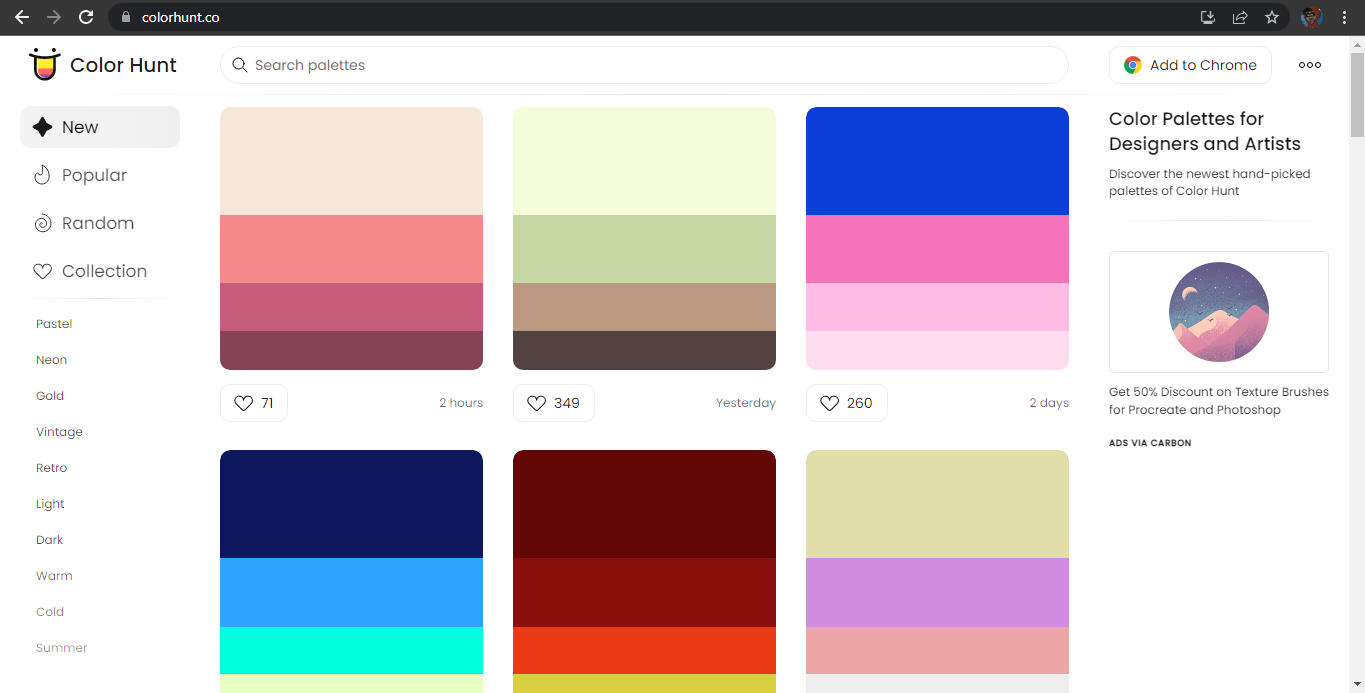 colorhunt.co
Color Hunt
Search palettes
Add to Chrome
New
Popular
Random
Collection
Pastel
Neon
Gold
Vintage
Retro
Light
Dark
Warm
Cold
Summer
71
2 hours
349
Yesterday
260
2 days
Color Palettes for
Designers and Artists
Discover the newest hand-picked
palettes of Color Hunt
Get 50% Discount on Texture Brushes
for Procreate and Photoshop
ADS VIA CARBON